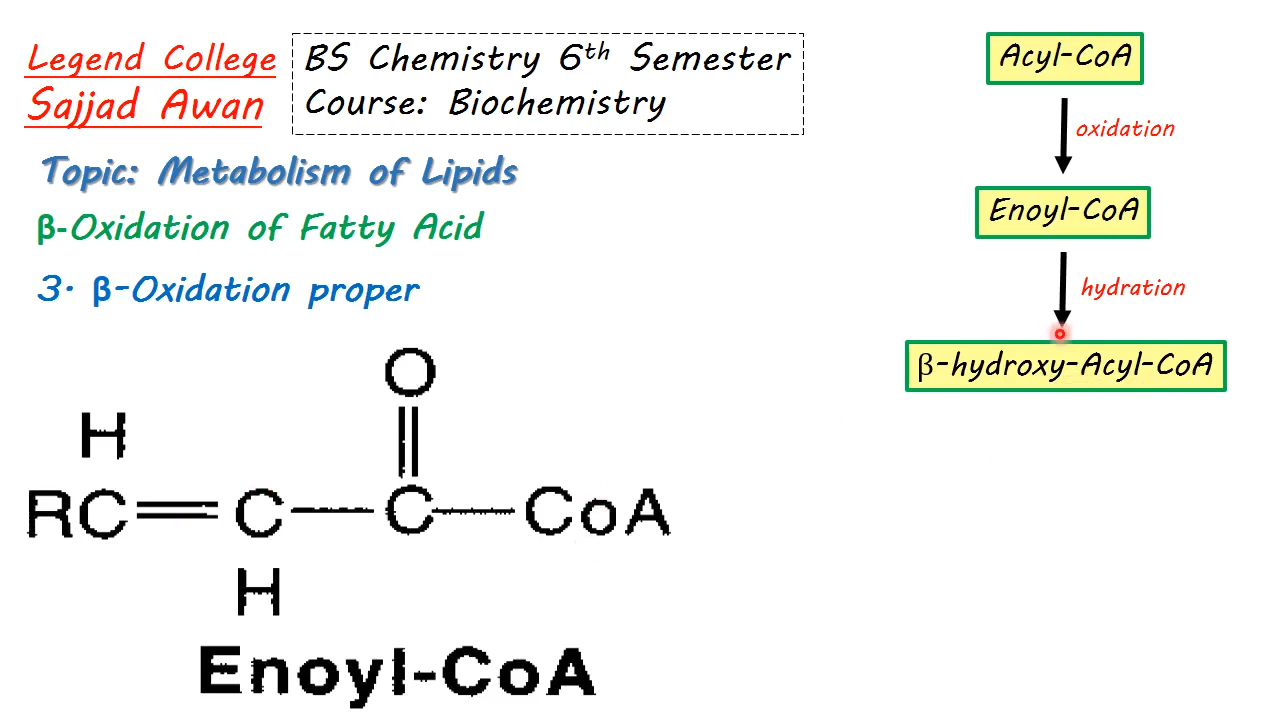 Legend College
Sajjad Awan
BS Chemistry 6th Semester
Course: Biochemistry
Topic: Metabolism of Lipids
β-Oxidation of Fatty Acid
3. β-Oxidation proper
Acyl-CoA
oxidation
Enoyl-CoA
hydration
β-hydroxy-Acyl-CoA
O
H
RC=C—C—CoA
H
Enoyl-CoA